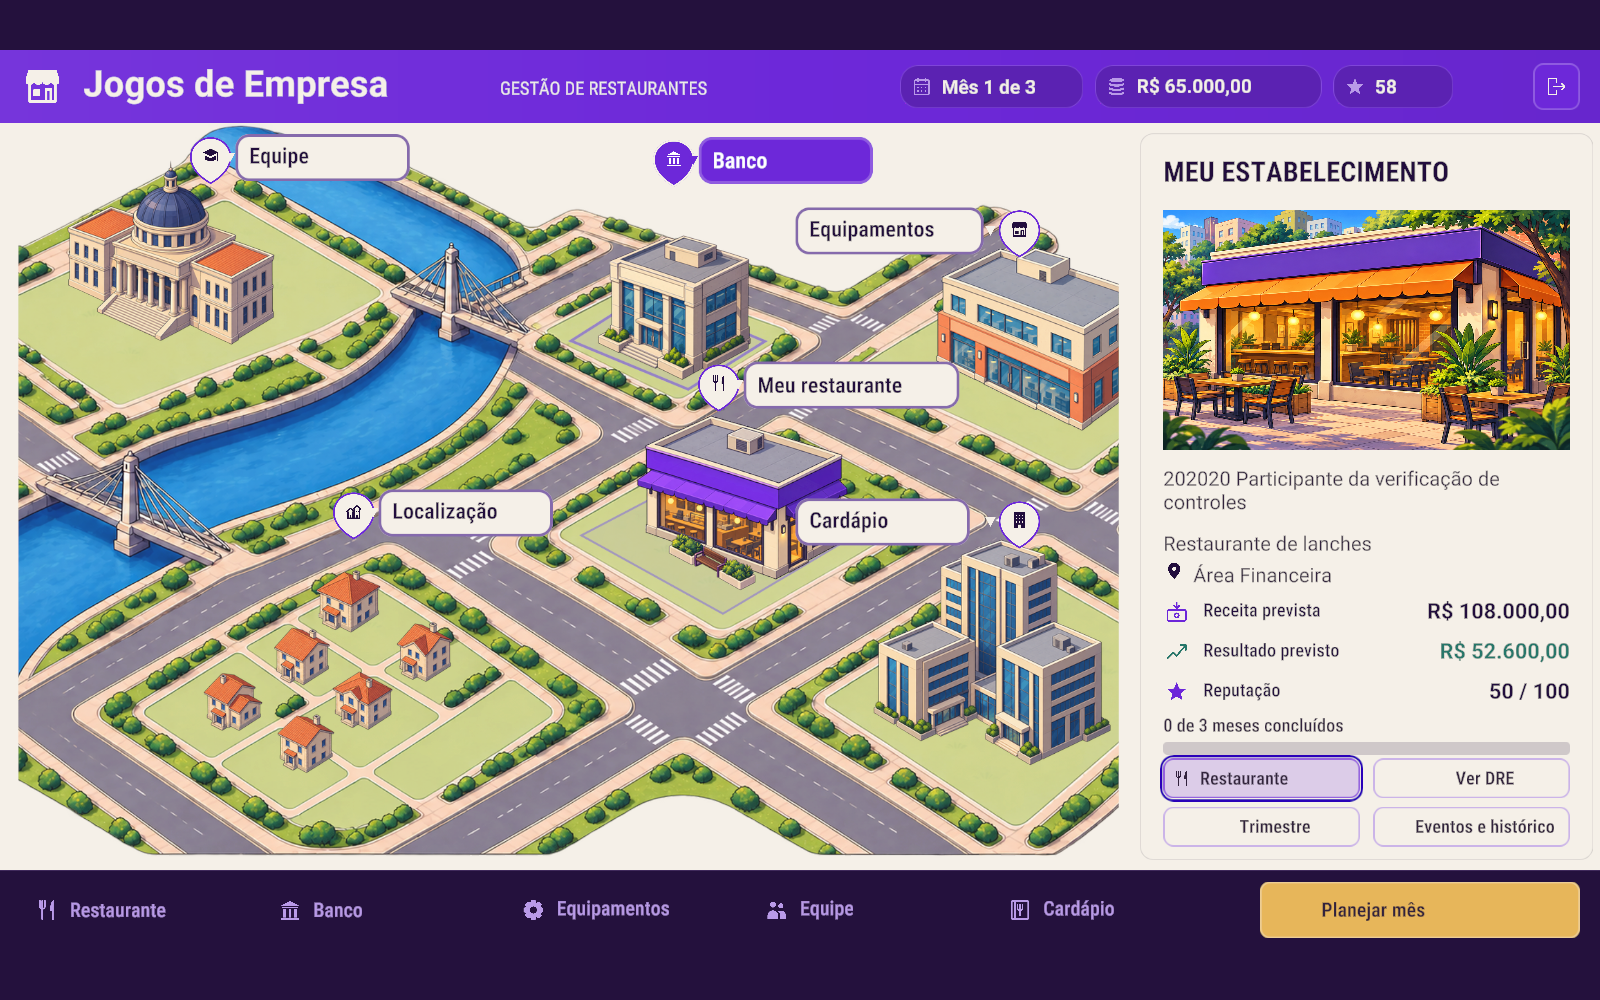 Jogos de Empresa
GESTÃO DE RESTAURANTES
Mês 1 de 3
R$ 65.000,00
58
Equipe
Banco
Equipamentos
Meu restaurante
Localização
Cardápio
MEU ESTABELECIMENTO
202020 Participante da verificação de
controles
Restaurante de lanches
Área Financeira
Receita prevista R$ 108.000,00
Resultado previsto R$ 52.600,00
Reputação 50 / 100
0 de 3 meses concluídos
Restaurante
Ver DRE
Trimestre
Eventos e histórico
Restaurante
Banco
Equipamentos
Equipe
Cardápio
Planejar mês